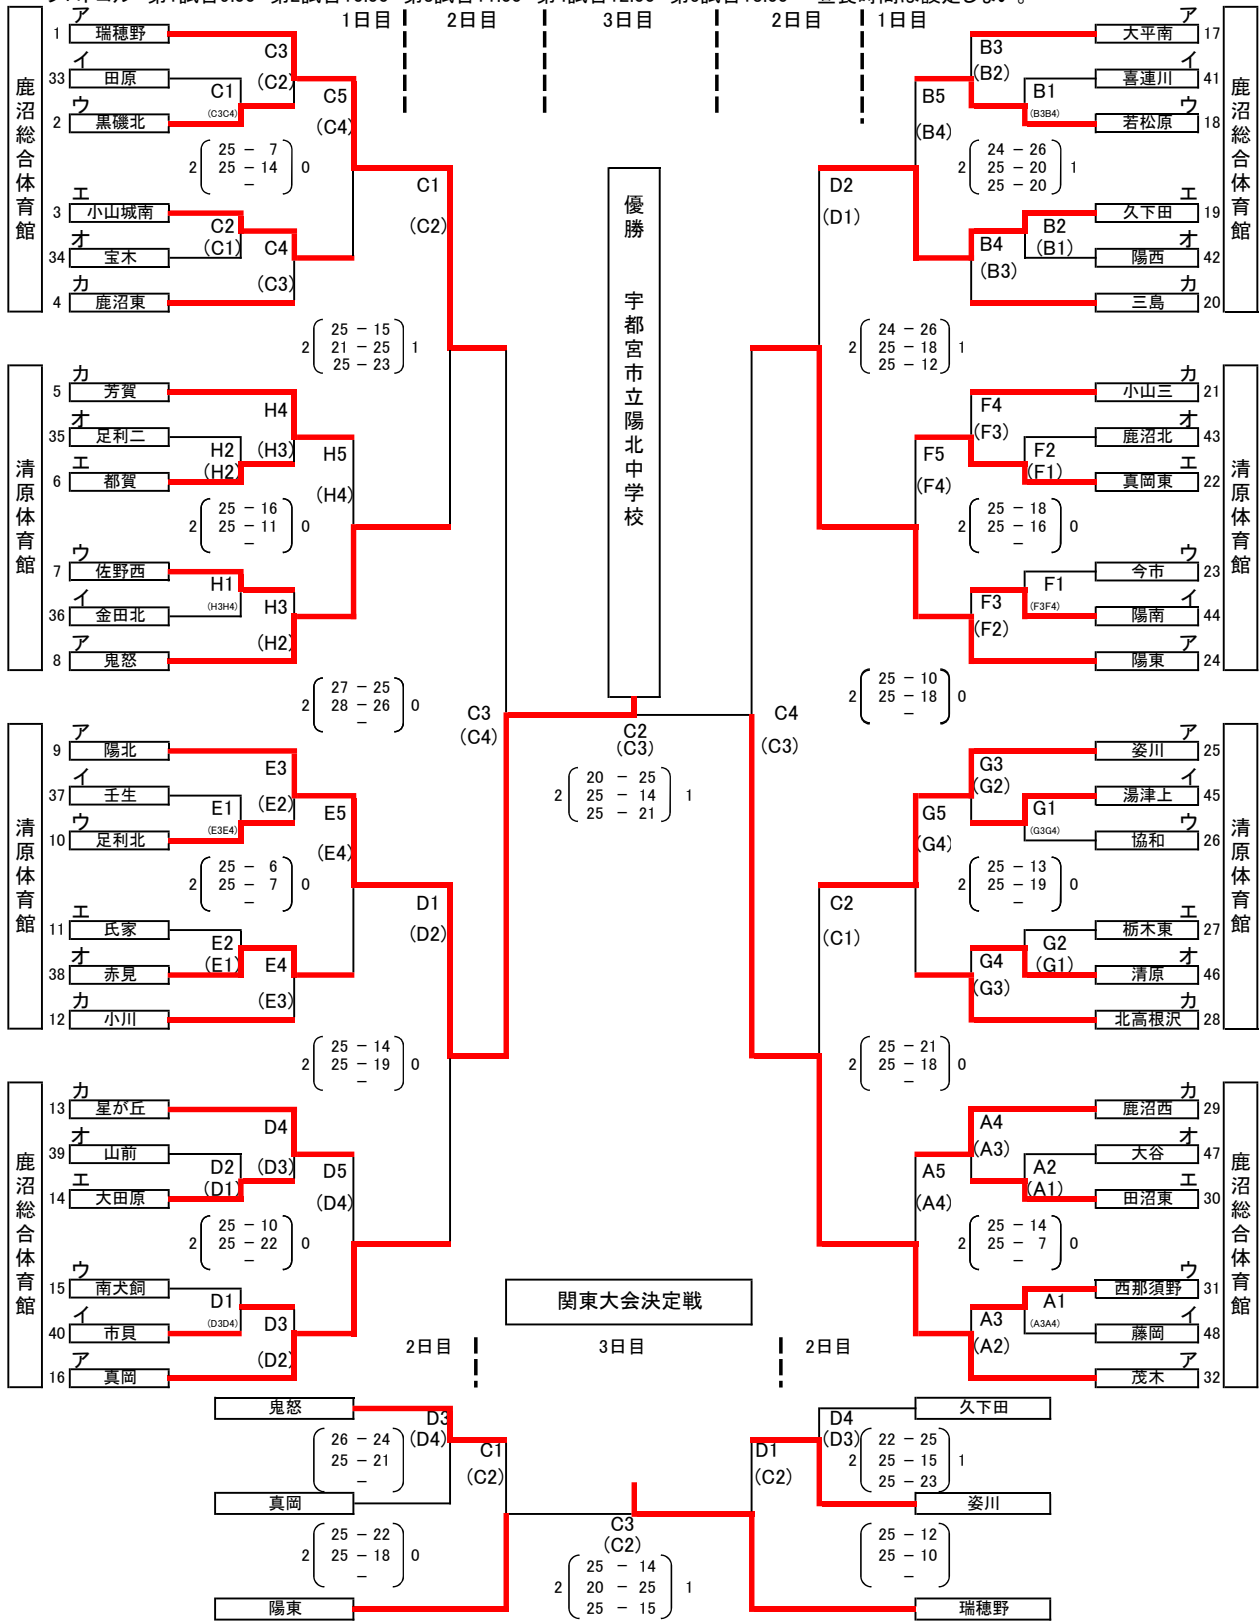 1日目 2日目 3日目 2日目 1日目
鹿沼総合体育館
ア
1 瑞穂野
イ
33 田原
ウ
2 黒磯北
エ
3 小山城南
オ
34 宝木
カ
4 鹿沼東
C3
(C2)
C1
(C3C4)
C5
(C4)
2 25 - 7 0
25 - 14
-
C2
(C1)
C4
(C3)
C1
(C2)
2 25 - 15 1
21 - 25
25 - 23
清原体育館
カ
5 芳賀
オ
35 足利二
エ
6 都賀
ウ
7 佐野西
イ
36 金田北
ア
8 鬼怒
H4
(H3)
H2
(H2)
H5
(H4)
2 25 - 16 0
25 - 11
-
H1
(H3H4)
H3
(H2)
2 27 - 25 0
28 - 26
-
C3
(C4)
清原体育館
ア
9 陽北
イ
37 壬生
ウ
10 足利北
エ
11 氏家
オ
38 赤見
カ
12 小川
E3
(E2)
E1
(E3E4)
E5
(E4)
2 25 - 6 0
25 - 7
-
E2
(E1)
E4
(E3)
D1
(D2)
2 25 - 14 0
25 - 19
-
鹿沼総合体育館
カ
13 星が丘
オ
39 山前
エ
14 大田原
ウ
15 南犬飼
イ
40 市貝
ア
16 真岡
D4
(D3)
D2
(D1)
D5
(D4)
2 25 - 10 0
25 - 22
-
D1
(D3D4)
D3
(D2)
優勝 宇都宮市立陽北中学校
C2
(C3)
2 20 - 25 1
25 - 14
25 - 21
鹿沼総合体育館
ア
大平南 17
イ
喜連川 41
ウ
若松原 18
エ
久下田 19
オ
陽西 42
カ
三島 20
B3
(B2)
B1
(B3B4)
B5
(B4)
2 24 - 26 1
25 - 20
25 - 20
B2
(B1)
B4
(B3)
D2
(D1)
2 24 - 26 1
25 - 18
25 - 12
清原体育館
カ
小山三 21
オ
鹿沼北 43
エ
真岡東 22
ウ
今市 23
イ
陽南 44
ア
陽東 24
F4
(F3)
F2
(F1)
F5
(F4)
2 25 - 18 0
25 - 16
-
F1
(F3F4)
F3
(F2)
2 25 - 10 0
25 - 18
-
C4
(C3)
清原体育館
ア
姿川 25
イ
湯津上 45
ウ
協和 26
エ
栃木東 27
オ
清原 46
カ
北高根沢 28
G3
(G2)
G1
(G3G4)
G5
(G4)
2 25 - 13 0
25 - 19
-
G2
(G1)
G4
(G3)
C2
(C1)
2 25 - 21 0
25 - 18
-
鹿沼総合体育館
カ
鹿沼西 29
オ
大谷 47
エ
田沼東 30
ウ
西那須野 31
イ
藤岡 48
ア
茂木 32
A4
(A3)
A2
(A1)
A5
(A4)
2 25 - 14 0
25 - 7
-
A1
(A3A4)
A3
(A2)
関東大会決定戦
2日目 3日目 2日目
鬼怒
真岡
陽東
D3
(D4)
26 - 24
25 - 21
-
C1
(C2)
2 25 - 22 0
25 - 18
-
C3
(C2)
2 25 - 14 1
20 - 25
25 - 15
久下田
姿川
瑞穂野
D4
(D3)
2 22 - 25 1
25 - 15
25 - 23
D1
(C2)
25 - 12
25 - 10
-